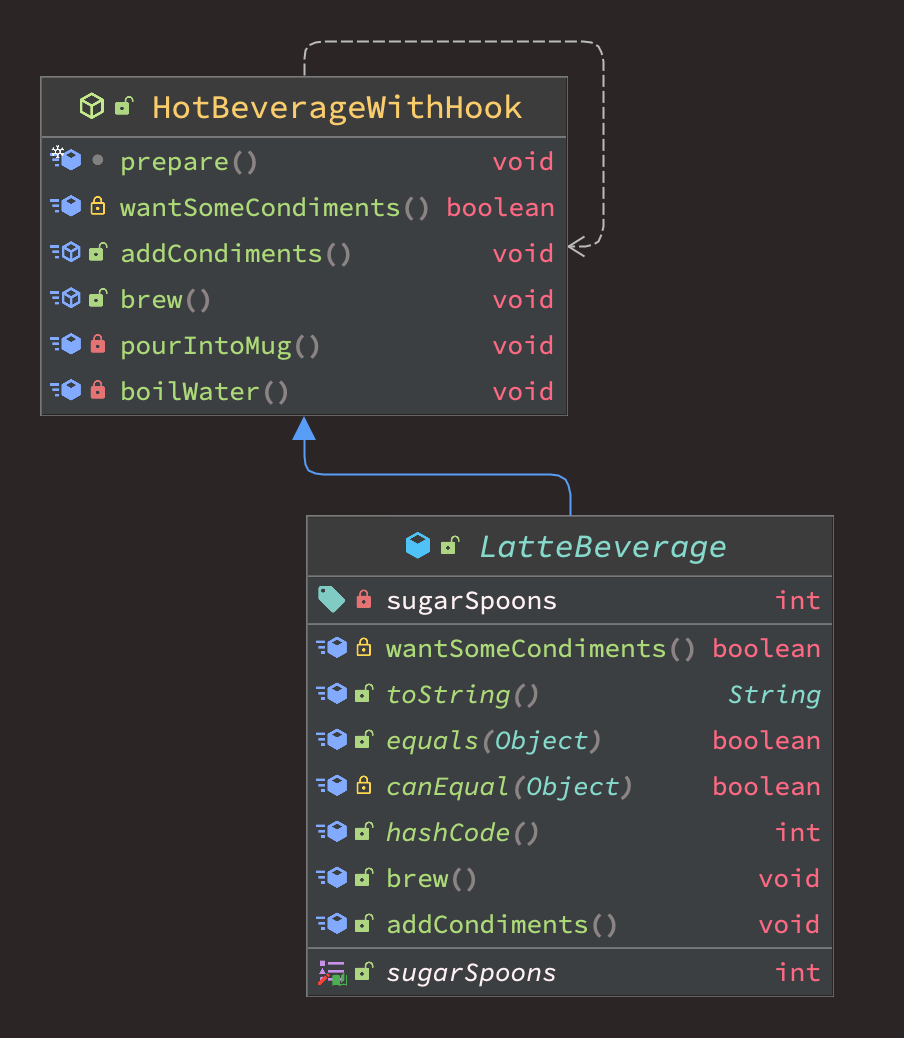 HotBeverageWithHook
prepare() void
wantSomeCondiments() boolean
addCondiments() void
brew() void
pourIntoMug() void
boilWater() void
LatteBeverage
sugarSpoons int
wantSomeCondiments() boolean
toString() String
equals(Object) boolean
canEqual(Object) boolean
hashCode() int
brew() void
addCondiments() void
sugarSpoons int